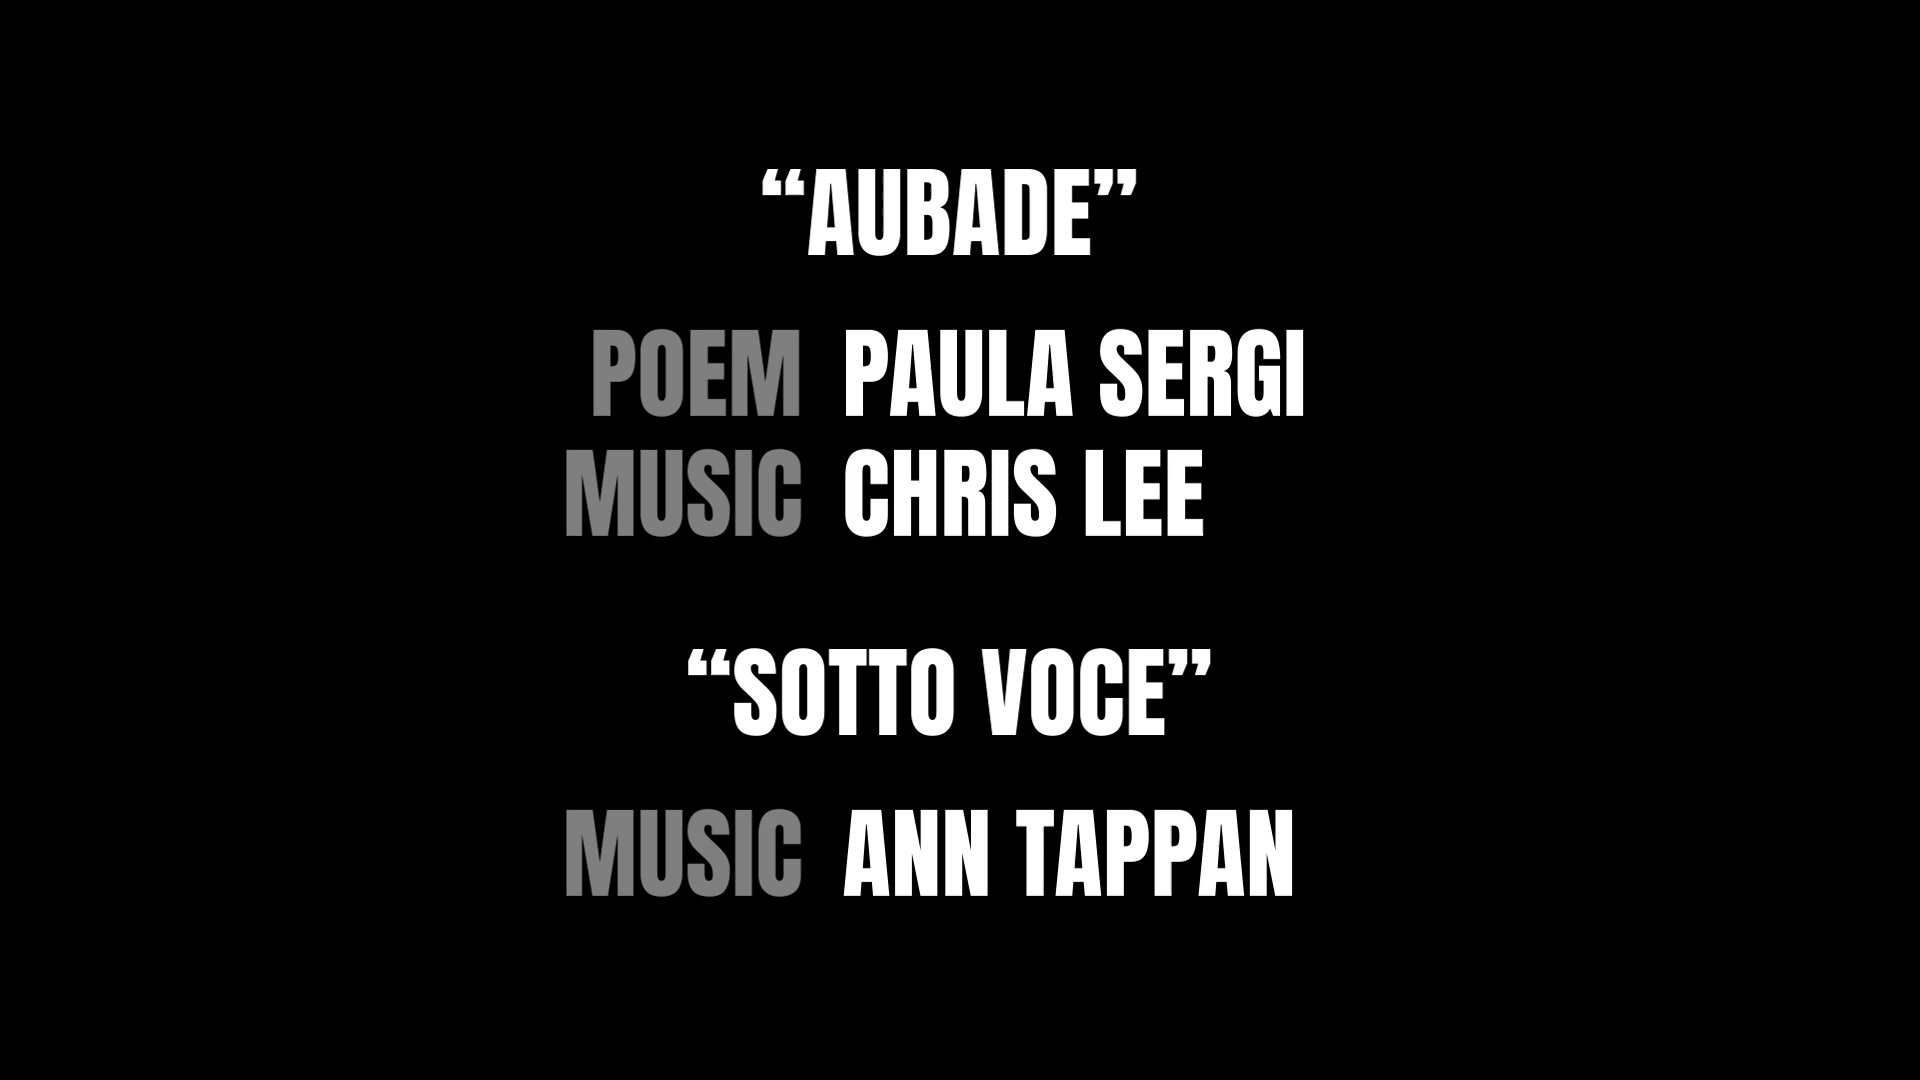 “AUBADE”
POEM PAULA SERGI
MUSIC CHRIS LEE
“SOTTO VOCE”
MUSIC ANN TAPPAN